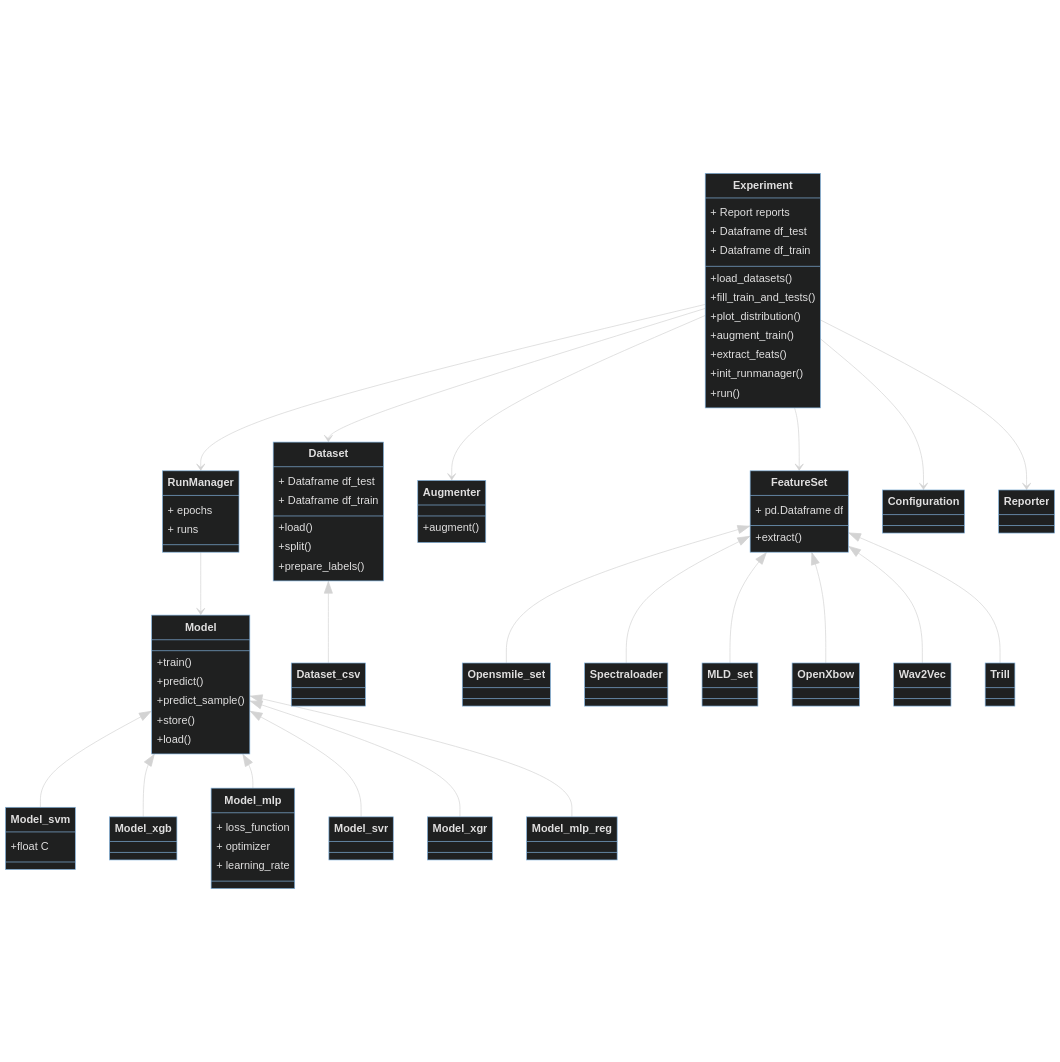 Experiment
+ Report reports
+ Dataframe df_test
+ Dataframe df_train
+load_datasets()
+fill_train_and_tests()
+plot_distribution()
+augment_train()
+extract_feats()
+init_runmanager()
+run()
RunManager
+ epochs
+ runs
Dataset
+ Dataframe df_test
+ Dataframe df_train
+load()
+split()
+prepare_labels()
Augmenter
+augment()
FeatureSet
+ pd.Dataframe df
+extract()
Configuration
Reporter
Model
+train()
+predict()
+predict_sample()
+store()
+load()
Dataset_csv
Opensmile_set
Spectraloader
MLD_set
OpenXbow
Wav2Vec
Trill
Model_svm
+float C
Model_xgb
Model_mlp
+ loss_function
+ optimizer
+ learning_rate
Model_svr
Model_xgr
Model_mlp_reg